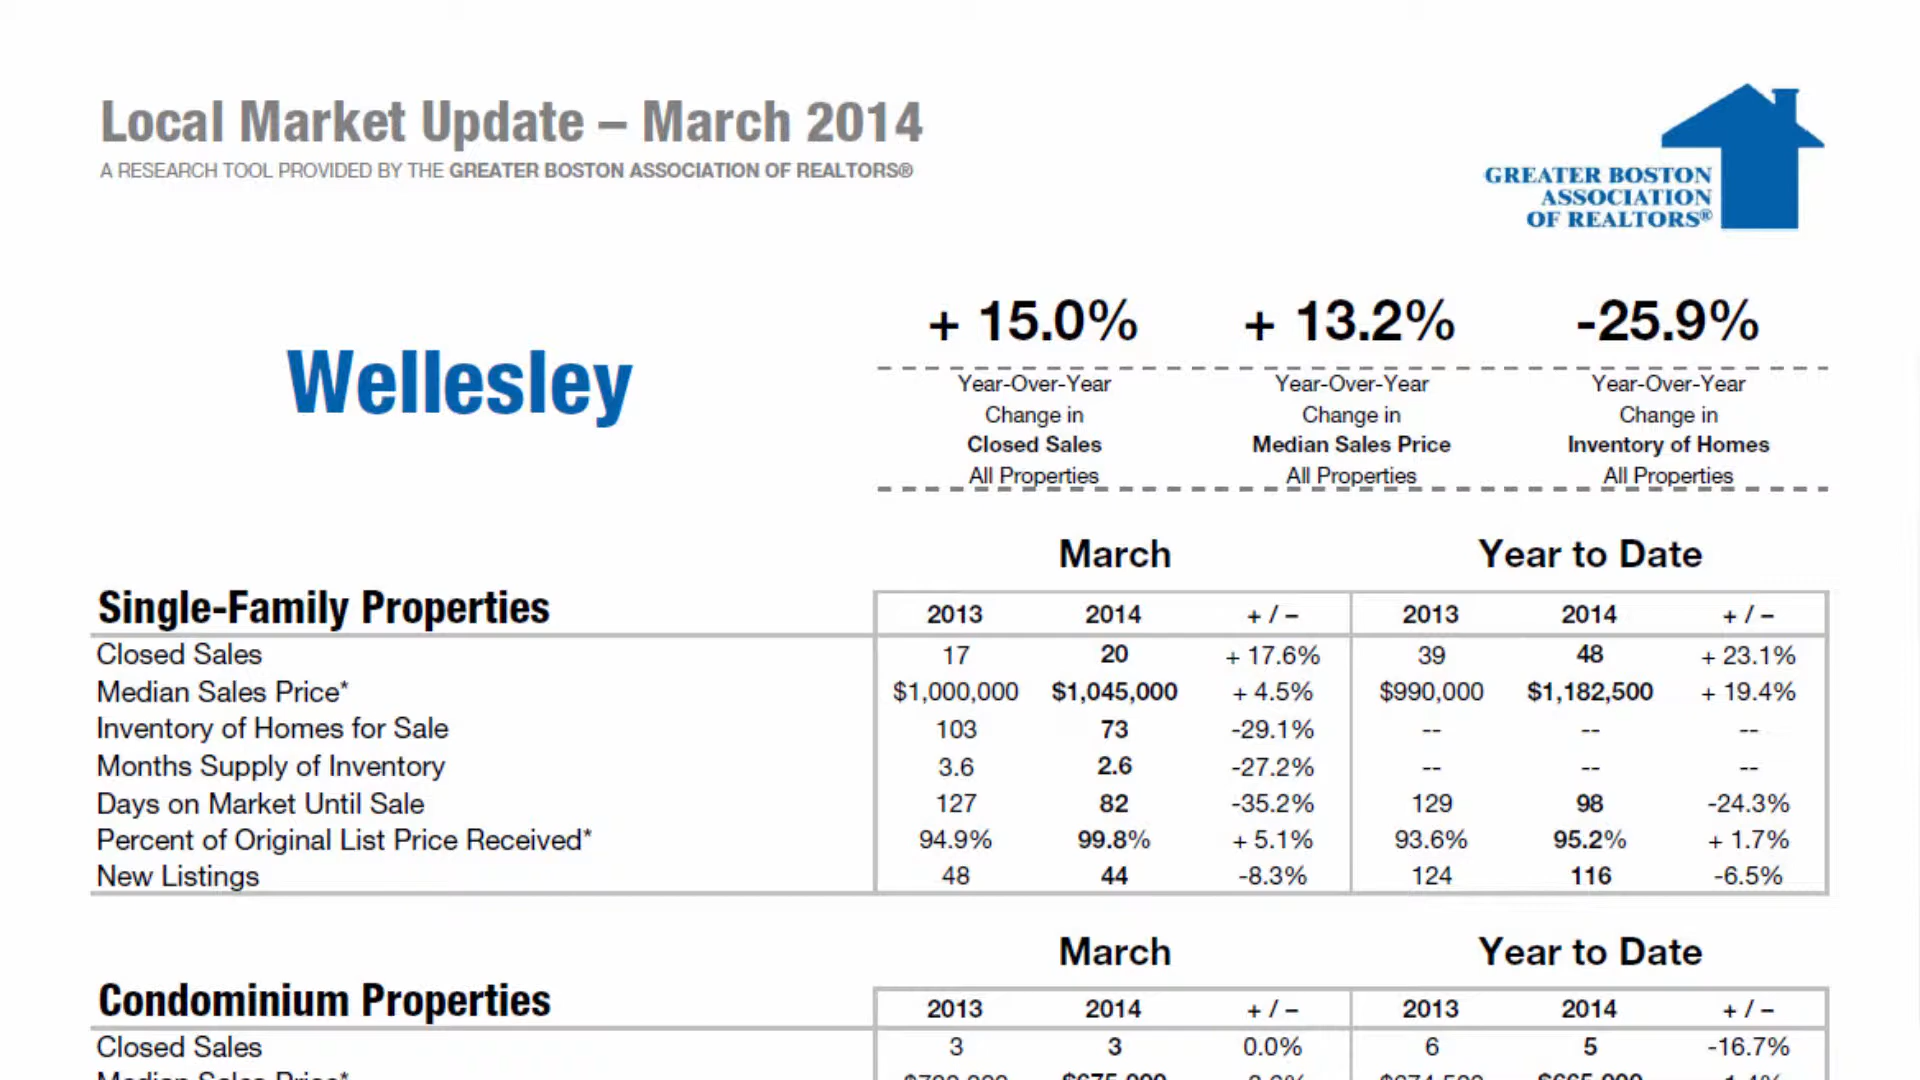 Local Market Update – March 2014
A RESEARCH TOOL PROVIDED BY THE GREATER BOSTON ASSOCIATION OF REALTORS®
GREATER BOSTON
ASSOCIATION
OF REALTORS®
Wellesley
+ 15.0% + 13.2% -25.9%
Year-Over-Year Year-Over-Year Year-Over-Year
Change in Change in Change in
Closed Sales Median Sales Price Inventory of Homes
All Properties All Properties All Properties
March Year to Date
Single-Family Properties 2013 2014 + / – 2013 2014 + / –
Closed Sales 17 20 + 17.6% 39 48 + 23.1%
Median Sales Price* $1,000,000 $1,045,000 + 4.5% $990,000 $1,182,500 + 19.4%
Inventory of Homes for Sale 103 73 -29.1% -- -- --
Months Supply of Inventory 3.6 2.6 -27.2% -- -- --
Days on Market Until Sale 127 82 -35.2% 129 98 -24.3%
Percent of Original List Price Received* 94.9% 99.8% + 5.1% 93.6% 95.2% + 1.7%
New Listings 48 44 -8.3% 124 116 -6.5%
March Year to Date
Condominium Properties 2013 2014 + / – 2013 2014 + / –
Closed Sales 3 3 0.0% 6 5 -16.7%
Median Sales Price*